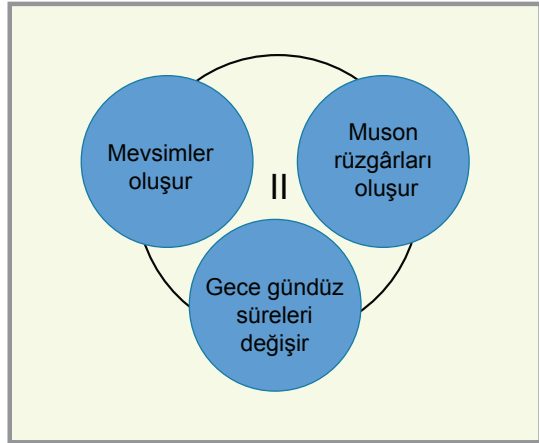 Mevsimler
oluşur
Muson
rüzgârları
oluşur
II
Gece gündüz
süreleri
değişir